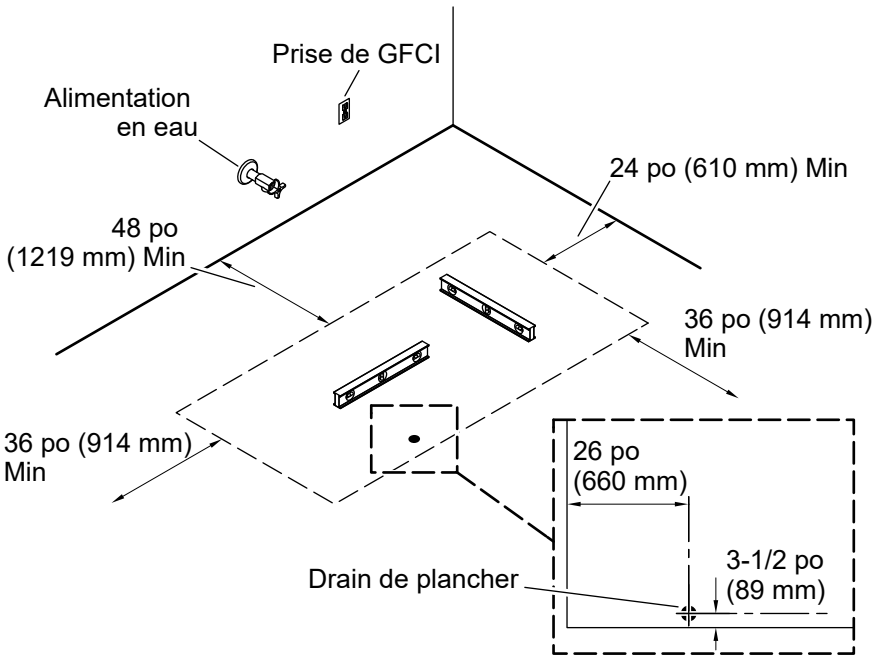 Prise de GFCI
Alimentation
en eau
24 po (610 mm) Min
48 po
(1219 mm) Min
36 po (914 mm)
Min
36 po (914 mm)
Min
26 po
(660 mm)
3-1/2 po
(89 mm)
Drain de plancher